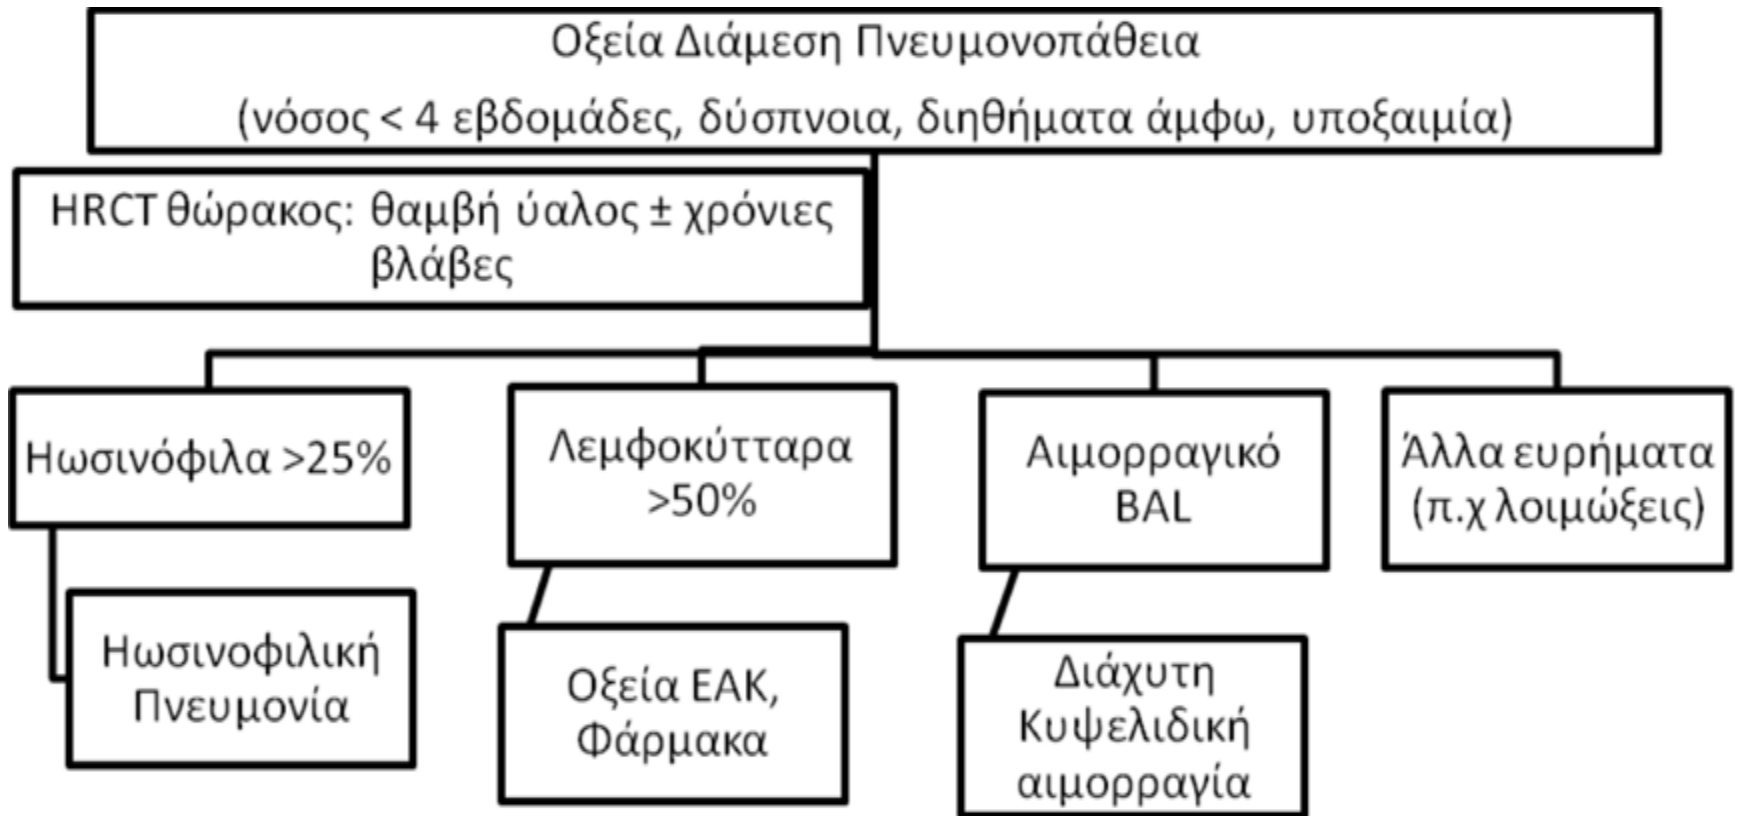 Οξεία Διάμεση Πνευμονοπάθεια
(νόσος < 4 εβδομάδες, δύσπνοια, διηθήματα άμφω, υποξαιμία)
HRCT θώρακος: θαμβή ύαλος ± χρόνιες
βλάβες
Ηωσινόφιλα >25%
Λεμφοκύτταρα
>50%
Αιμορραγικό
BAL
Άλλα ευρήματα
(π.χ λοιμώξεις)
Ηωσινοφιλική
Πνευμονία
Οξεία ΕΑΚ,
Φάρμακα
Διάχυτη
Κυψελιδική
αιμορραγία